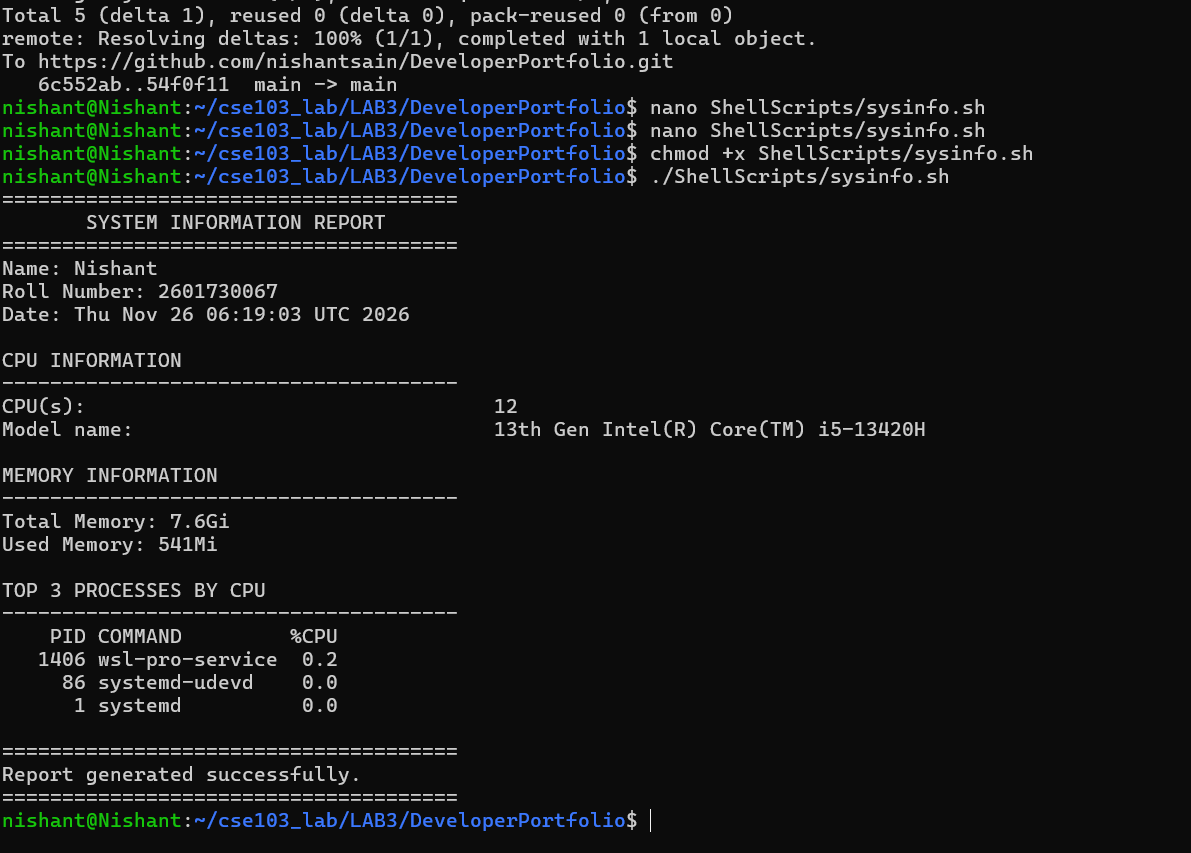 Total 5 (delta 1), reused 0 (delta 0), pack-reused 0 (from 0)
remote: Resolving deltas: 100% (1/1), completed with 1 local object.
To https://github.com/nishantsain/DeveloperPortfolio.git
   6c552ab..54f0f11  main -> main
nishant@Nishant:~/cse103_lab/LAB3/DeveloperPortfolio$ nano ShellScripts/sysinfo.sh
nishant@Nishant:~/cse103_lab/LAB3/DeveloperPortfolio$ nano ShellScripts/sysinfo.sh
nishant@Nishant:~/cse103_lab/LAB3/DeveloperPortfolio$ chmod +x ShellScripts/sysinfo.sh
nishant@Nishant:~/cse103_lab/LAB3/DeveloperPortfolio$ ./ShellScripts/sysinfo.sh
======================================
       SYSTEM INFORMATION REPORT
======================================
Name: Nishant
Roll Number: 2601730067
Date: Thu Nov 26 06:19:03 UTC 2026

CPU INFORMATION
--------------------------------------
CPU(s):                                  12
Model name:                              13th Gen Intel(R) Core(TM) i5-13420H

MEMORY INFORMATION
--------------------------------------
Total Memory: 7.6Gi
Used Memory: 541Mi

TOP 3 PROCESSES BY CPU
--------------------------------------
    PID COMMAND         %CPU
   1406 wsl-pro-service  0.2
     86 systemd-udevd    0.0
      1 systemd          0.0

======================================
Report generated successfully.
======================================
nishant@Nishant:~/cse103_lab/LAB3/DeveloperPortfolio$